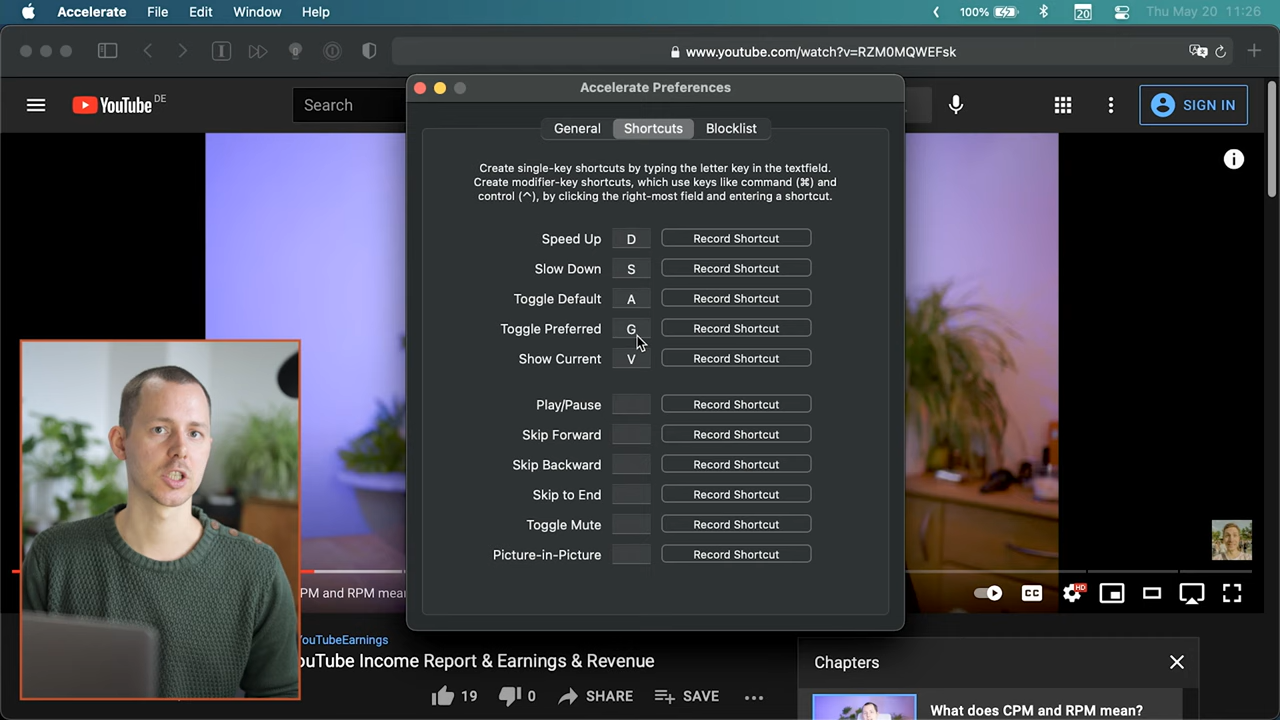 Accelerate File Edit Window Help
100% 20 Thu May 20 11:26
www.youtube.com/watch?v=RZM0MQWEFsk
Accelerate Preferences
YouTube DE
Search
SIGN IN
General Shortcuts Blocklist
Create single-key shortcuts by typing the letter key in the textfield.
Create modifier-key shortcuts, which use keys like command (⌘) and
control (^), by clicking the right-most field and entering a shortcut.
Speed Up D Record Shortcut
Slow Down S Record Shortcut
Toggle Default A Record Shortcut
Toggle Preferred G Record Shortcut
Show Current V Record Shortcut
Play/Pause Record Shortcut
Skip Forward Record Shortcut
Skip Backward Record Shortcut
Skip to End Record Shortcut
Toggle Mute Record Shortcut
Picture-in-Picture Record Shortcut
PM and RPM mea
CC HD
ouTubeEarnings
ouTube Income Report & Earnings & Revenue
19 0 SHARE SAVE
Chapters
What does CPM and RPM mean?